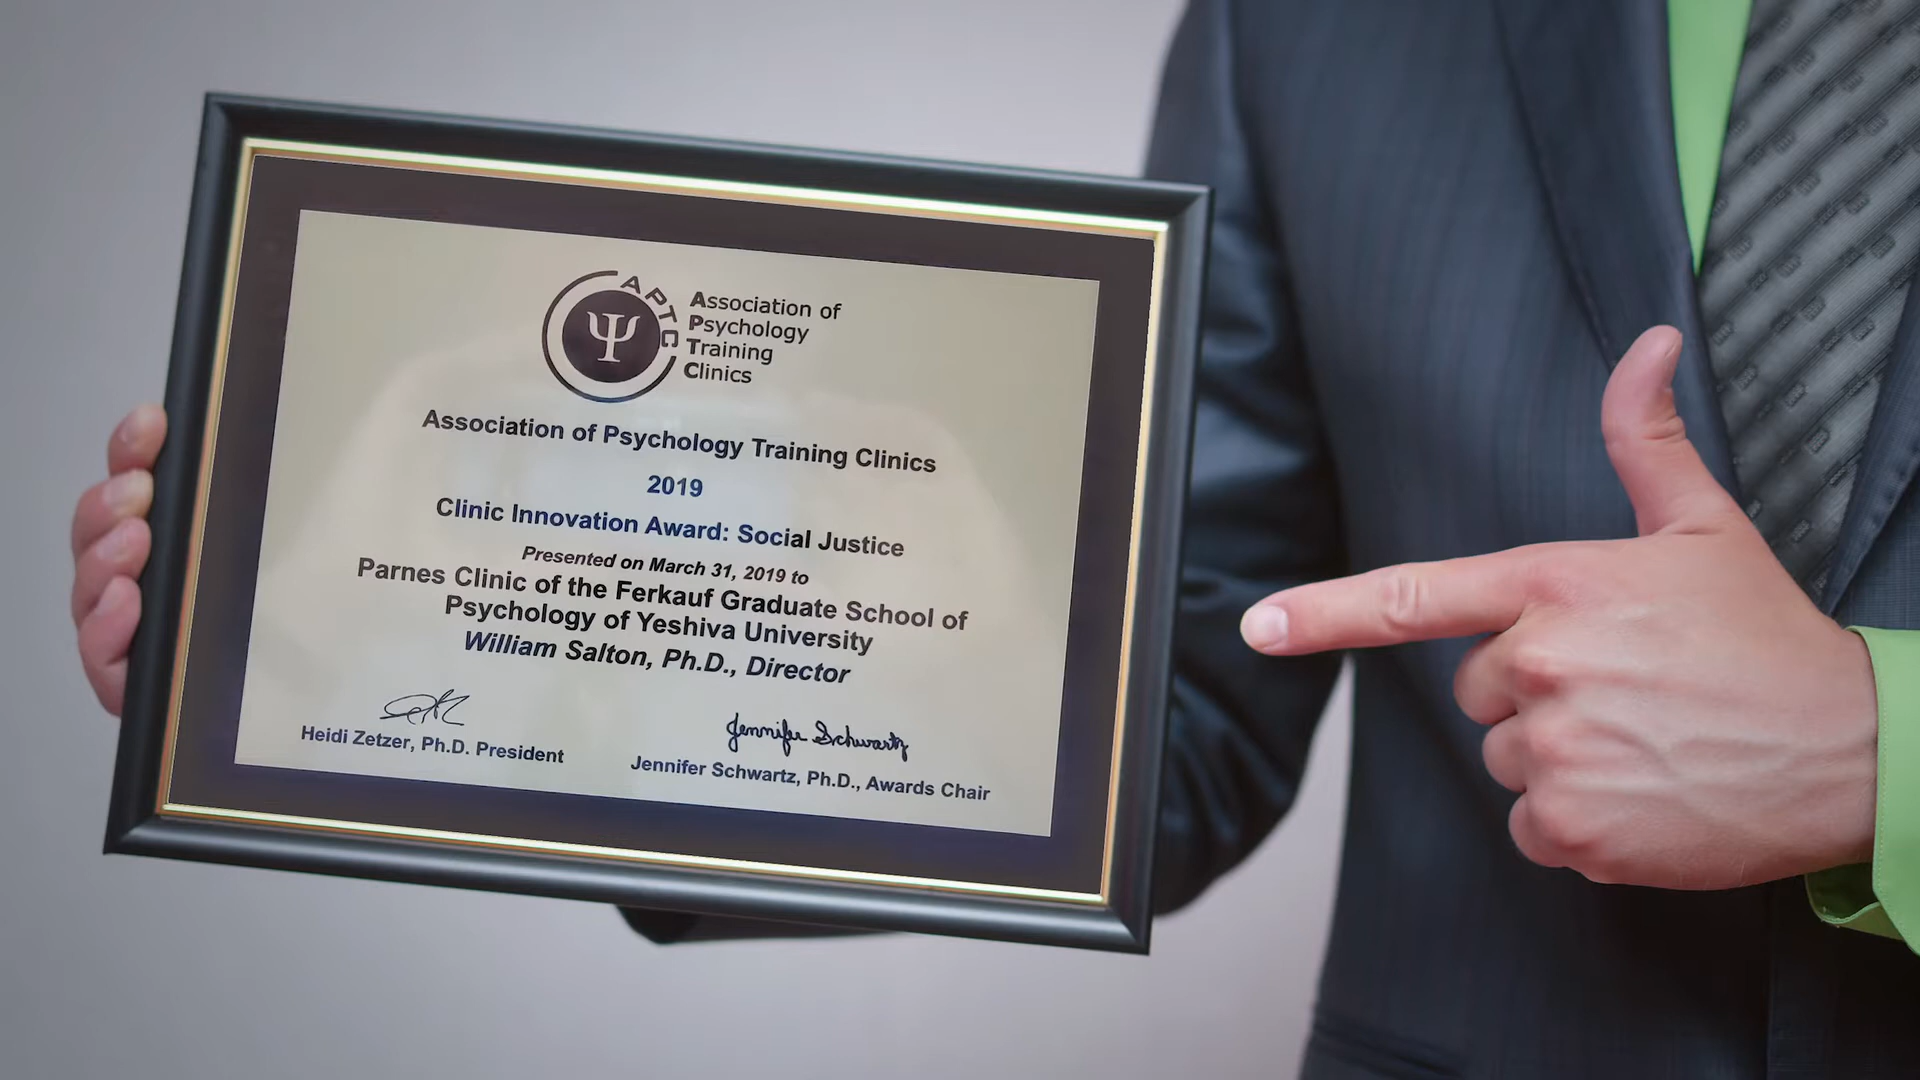 APTC
Ψ
Association of
Psychology
Training
Clinics
Association of Psychology Training Clinics
2019
Clinic Innovation Award: Social Justice
Presented on March 31, 2019 to
Parnes Clinic of the Ferkauf Graduate School of
Psychology of Yeshiva University
William Salton, Ph.D., Director
Jennifer Schwartz
Heidi Zetzer, Ph.D. President
Jennifer Schwartz, Ph.D., Awards Chair